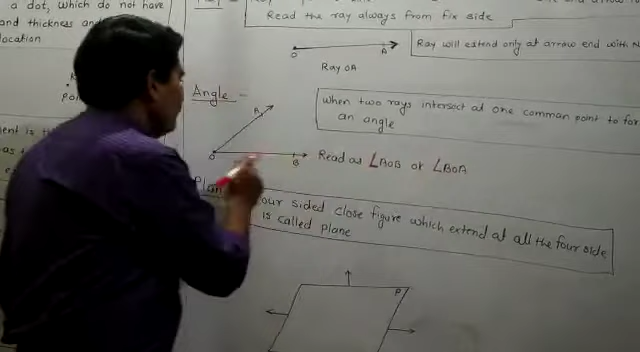 a dot, which do not have
and thickness and
location
Read the ray always from fix side
O A
Ray will extend only at arrow end with
Ray OA
Angle -
A
O B
When two rays intersect at one comman point to
an angle
Read as ∠AOB or ∠BOA
Plan
our sided close figure which extend at all the four side
is called plane
P